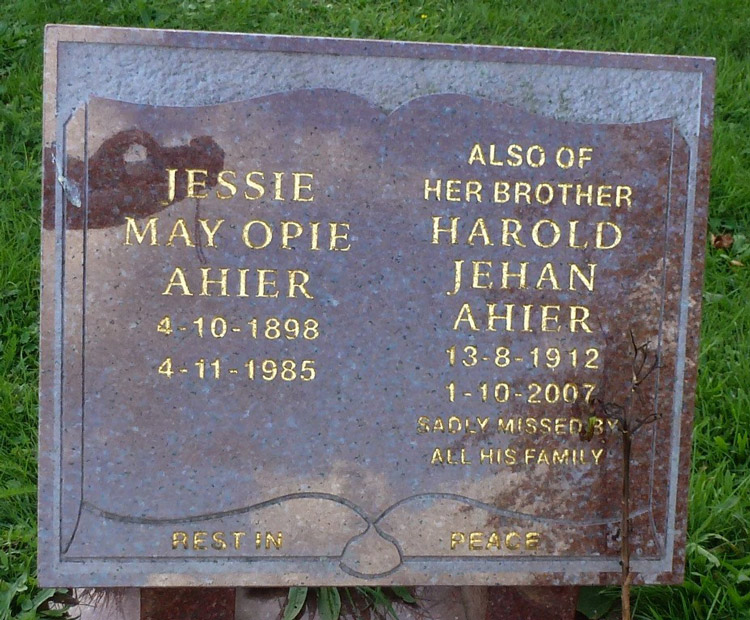 JESSIE
MAY OPIE
AHIER
4-10-1898
4-11-1985
ALSO OF
HER BROTHER
HAROLD
JEHAN
AHIER
13-8-1912
1-10-2007
SADLY MISSED BY
ALL HIS FAMILY
REST IN PEACE